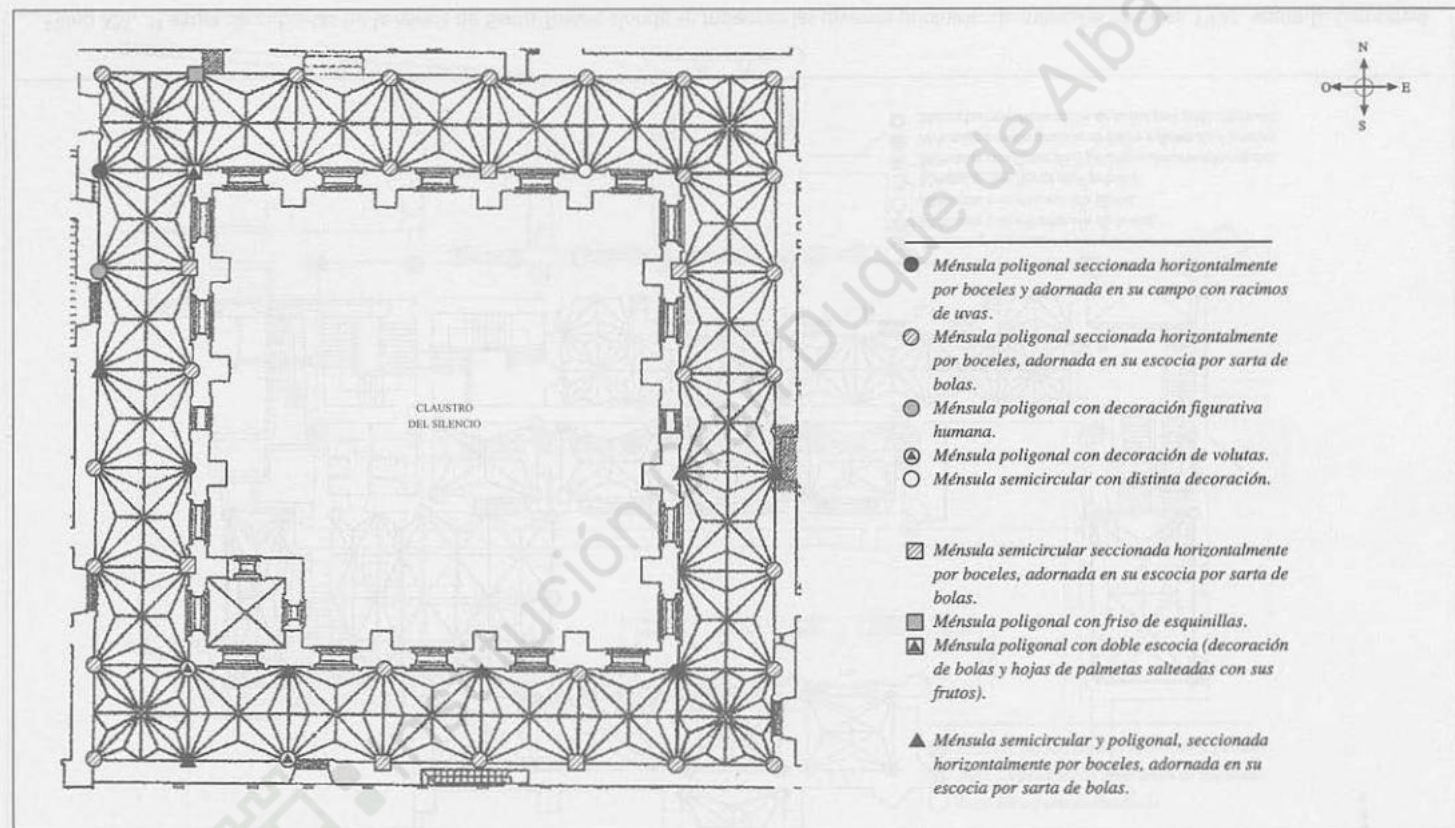 N
O E
S
CLAUSTRO
DEL SILENCIO
Ménsula poligonal seccionada horizontalmente
por boceles y adornada en su campo con racimos
de uvas.
Ménsula poligonal seccionada horizontalmente
por boceles, adornada en su escocia por sarta de
bolas.
Ménsula poligonal con decoración figurativa
humana.
Ménsula poligonal con decoración de volutas.
Ménsula semicircular con distinta decoración.
Ménsula semicircular seccionada horizontalmente
por boceles, adornada en su escocia por sarta de
bolas.
Ménsula poligonal con friso de esquinillas.
Ménsula poligonal con doble escocia (decoración
de bolas y hojas de palmetas salteadas con sus
frutos).
Ménsula semicircular y poligonal, seccionada
horizontalmente por boceles, adornada en su
escocia por sarta de bolas.
Institución Gran Duque de Alba